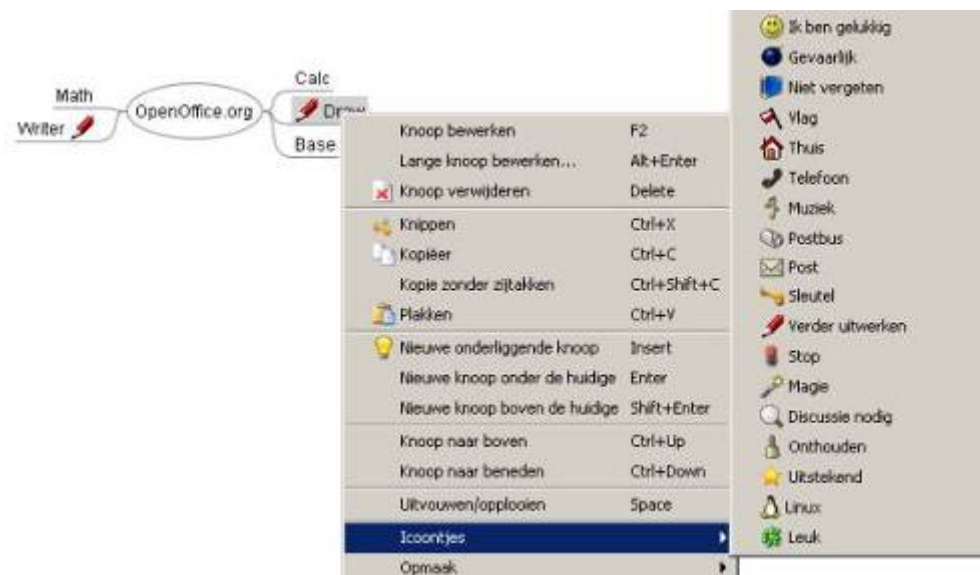 Math
Writer
OpenOffice.org
Calc
Draw
Base
Knoop bewerken F2
Lange knoop bewerken... Alt+Enter
Knoop verwijderen Delete
Knippen Ctrl+X
Kopiëer Ctrl+C
Kopie zonder zijtakken Ctrl+Shift+C
Plakken Ctrl+V
Nieuwe onderliggende knoop Insert
Nieuwe knoop onder de huidige Enter
Nieuwe knoop boven de huidige Shift+Enter
Knoop naar boven Ctrl+Up
Knoop naar beneden Ctrl+Down
Uitvouwen/opplooien Space
Icoontjes
Opmaak
Ik ben gelukkig
Gevaarlijk
Niet vergeten
Vlag
Thuis
Telefoon
Muziek
Postbus
Post
Sleutel
Verder uitwerken
Stop
Magie
Discussie nodig
Onthouden
Uitstekend
Linux
Leuk